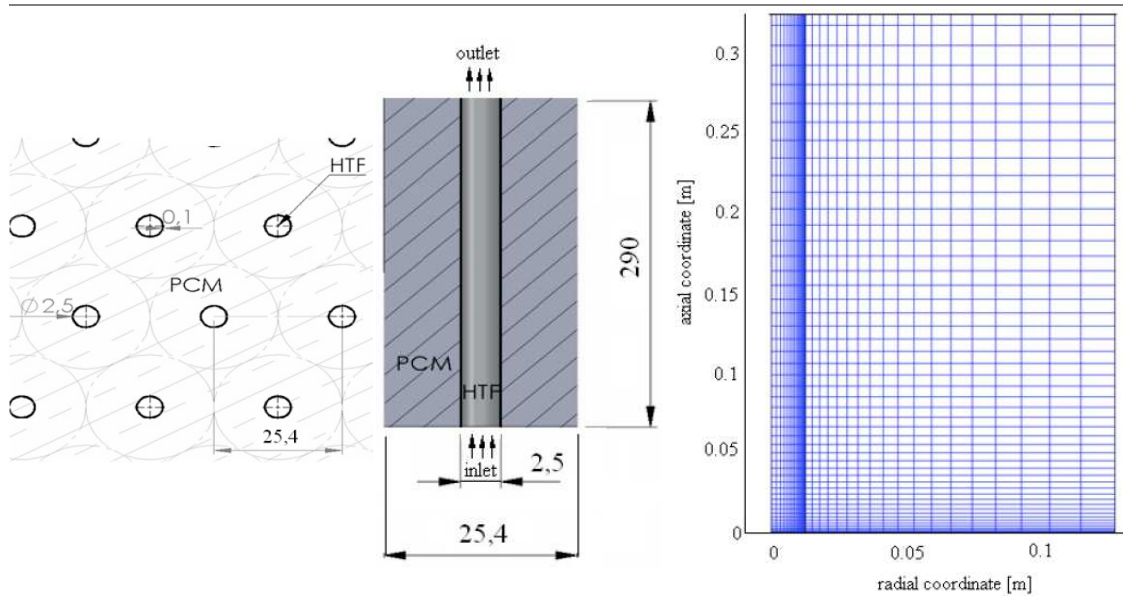 HTF
0,1
PCM
Ø2,5
25,4
outlet
PCM
HTF
290
inlet
2,5
25,4
axial coordinate [m]
0.3
0.25
0.2
0.15
0.1
0.05
0
0
0.05
0.1
radial coordinate [m]